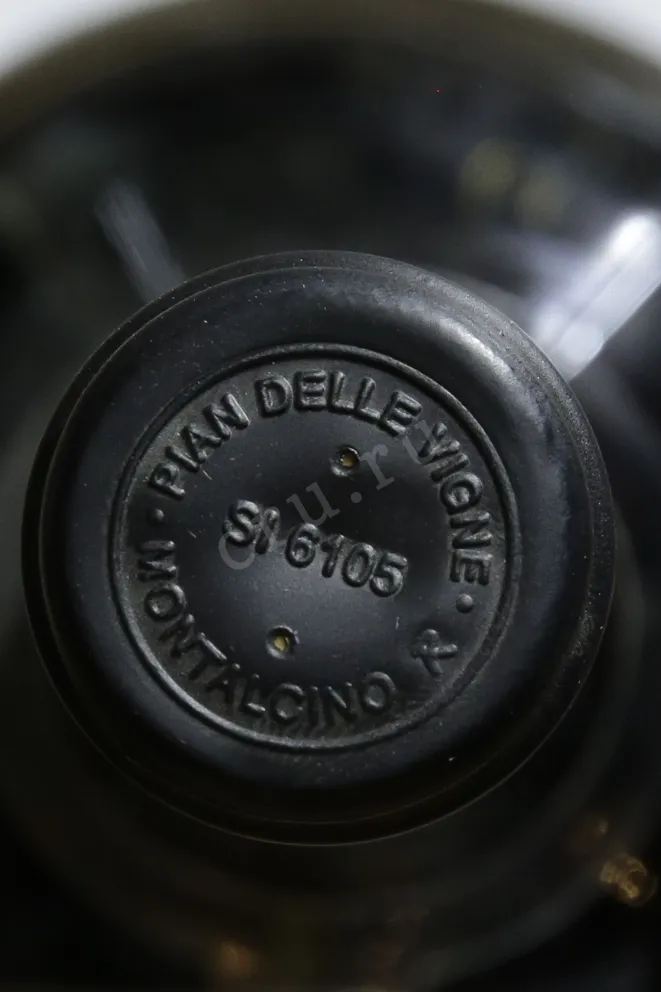 PIAN DELLE VIGNE
SI 6105
MONTALCINO R